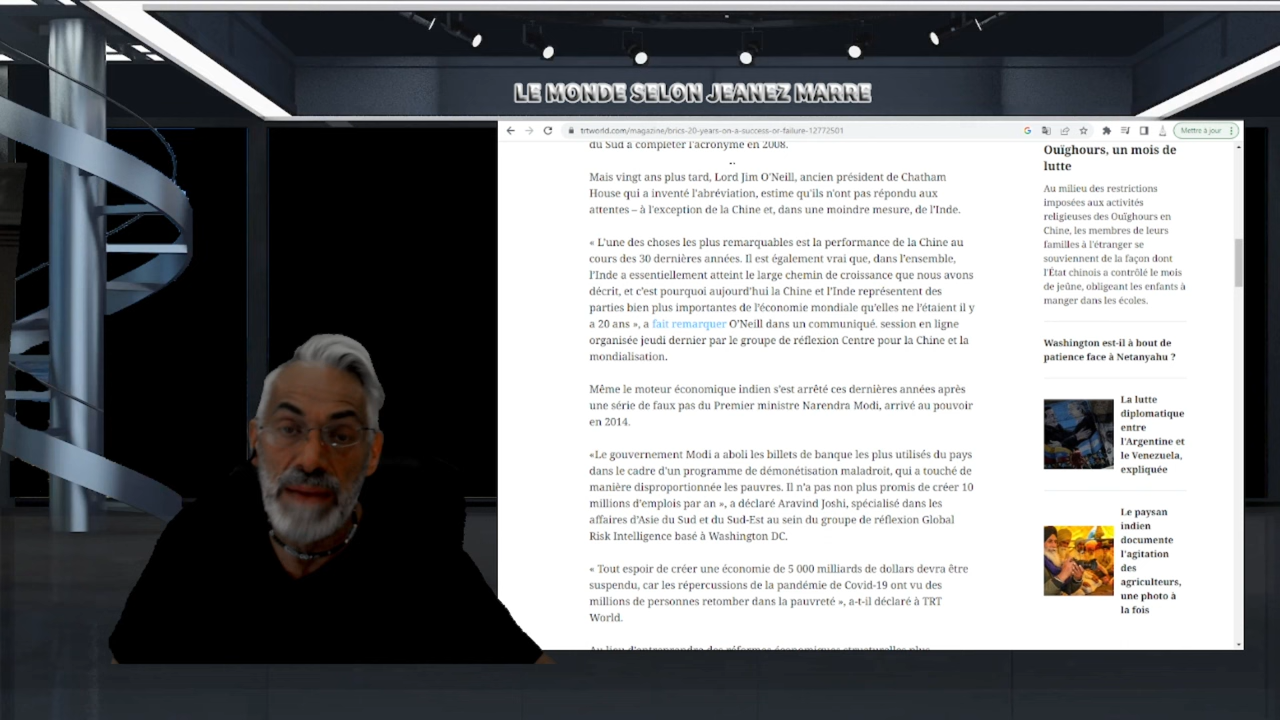 LE MONDE SELON JEANEZ MARRE
trtworld.com/magazine/brics-20-years-on-a-success-or-failure-12772501
Mettre à jour
du Sud a compléter l'acronyme en 2008.
Mais vingt ans plus tard, Lord Jim O'Neill, ancien président de Chatham
House qui a inventé l'abréviation, estime qu'ils n'ont pas répondu aux
attentes – à l'exception de la Chine et, dans une moindre mesure, de l'Inde.
« L'une des choses les plus remarquables est la performance de la Chine au
cours des 30 dernières années. Il est également vrai que, dans l'ensemble,
l'Inde a essentiellement atteint le large chemin de croissance que nous avons
décrit, et c'est pourquoi aujourd'hui la Chine et l'Inde représentent des
parties bien plus importantes de l'économie mondiale qu'elles ne l'étaient il y
a 20 ans », a fait remarquer O'Neill dans un communiqué. session en ligne
organisée jeudi dernier par le groupe de réflexion Centre pour la Chine et la
mondialisation.
Même le moteur économique indien s'est arrêté ces dernières années après
une série de faux pas du Premier ministre Narendra Modi, arrivé au pouvoir
en 2014.
«Le gouvernement Modi a aboli les billets de banque les plus utilisés du pays
dans le cadre d'un programme de démonétisation maladroit, qui a touché de
manière disproportionnée les pauvres. Il n'a pas non plus promis de créer 10
millions d'emplois par an », a déclaré Aravind Joshi, spécialisé dans les
affaires d'Asie du Sud et du Sud-Est au sein du groupe de réflexion Global
Risk Intelligence basé à Washington DC.
« Tout espoir de créer une économie de 5 000 milliards de dollars devra être
suspendu, car les répercussions de la pandémie de Covid-19 ont vu des
millions de personnes retomber dans la pauvreté », a-t-il déclaré à TRT
World.
Au lieu d'entreprendre des réformes économiques structurelles plus
Ouïghours, un mois de
lutte
Au milieu des restrictions
imposées aux activités
religieuses des Ouïghours en
Chine, les membres de leurs
familles à l'étranger se
souviennent de la façon dont
l'État chinois a contrôlé le mois
de jeûne, obligeant les enfants à
manger dans les écoles.
Washington est-il à bout de
patience face à Netanyahu ?
La lutte
diplomatique
entre
l'Argentine et
le Venezuela,
expliquée
Le paysan
indien
documente
l'agitation
des
agriculteurs,
une photo à
la fois